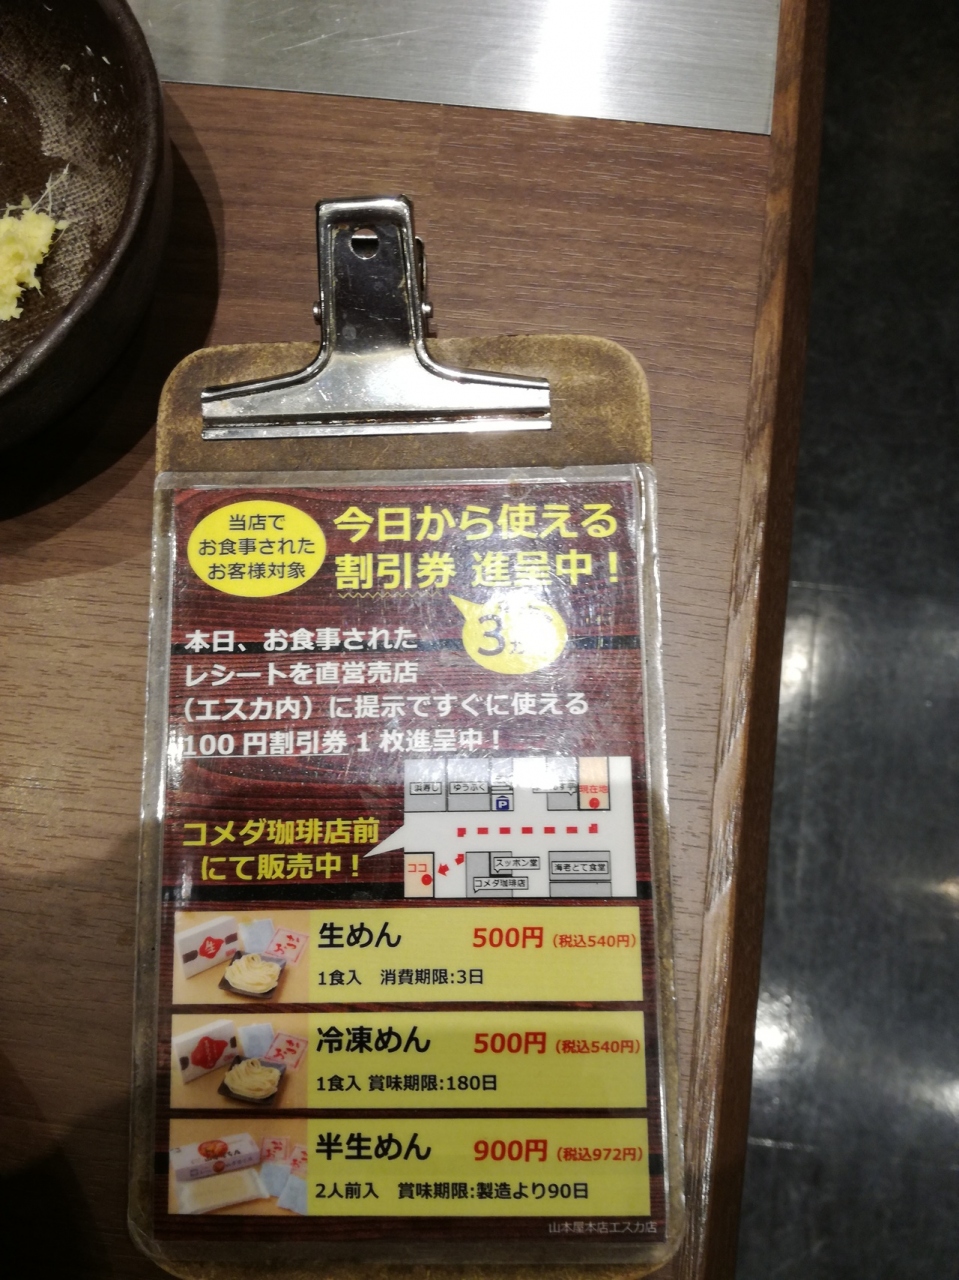 当店で
お食事された
お客様対象
今日から使える
割引券 進呈中！
本日、お食事された
レシートを直営売店
（エスカ内）に提示ですぐに使える
100 円割引券 1 枚進呈中！
浜寿し
ゆうふく
P
現在地
コメダ珈琲店前
にて販売中！
ココ
スッポン堂
コメダ珈琲店
海老とて食堂
生めん
500円（税込540円）
1食入　消費期限:3日
冷凍めん
500円（税込540円）
1食入 賞味期限:180日
半生めん
900円（税込972円）
2人前入　賞味期限:製造より90日
山本屋本店エスカ店